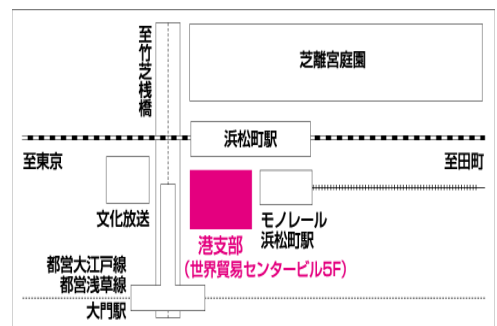 至竹芝桟橋
芝離宮庭園
浜松町駅
至東京
至田町
文化放送
モノレール
浜松町駅
港支部
(世界貿易センタービル5F)
都営大江戸線
都営浅草線
大門駅